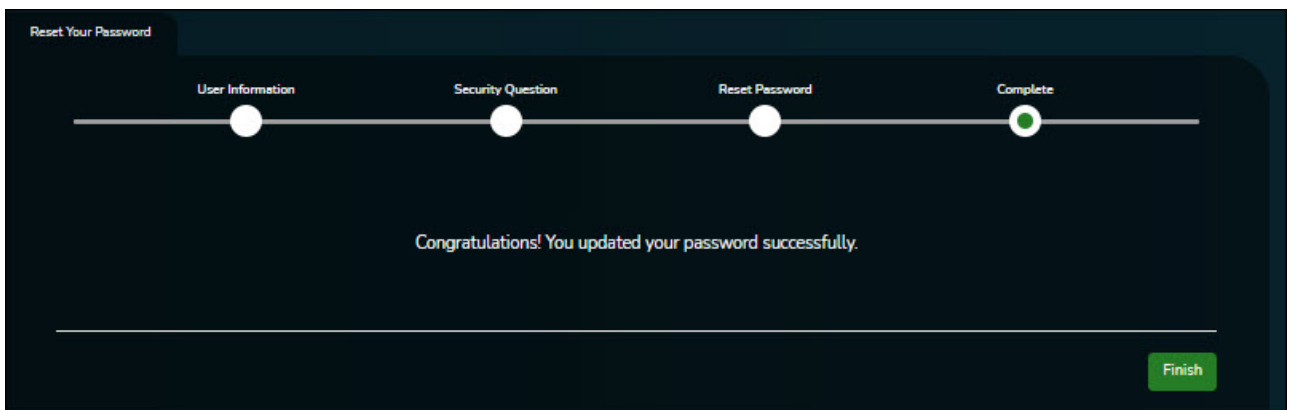 Reset Your Password
User Information
Security Question
Reset Password
Complete
Congratulations! You updated your password successfully.
Finish